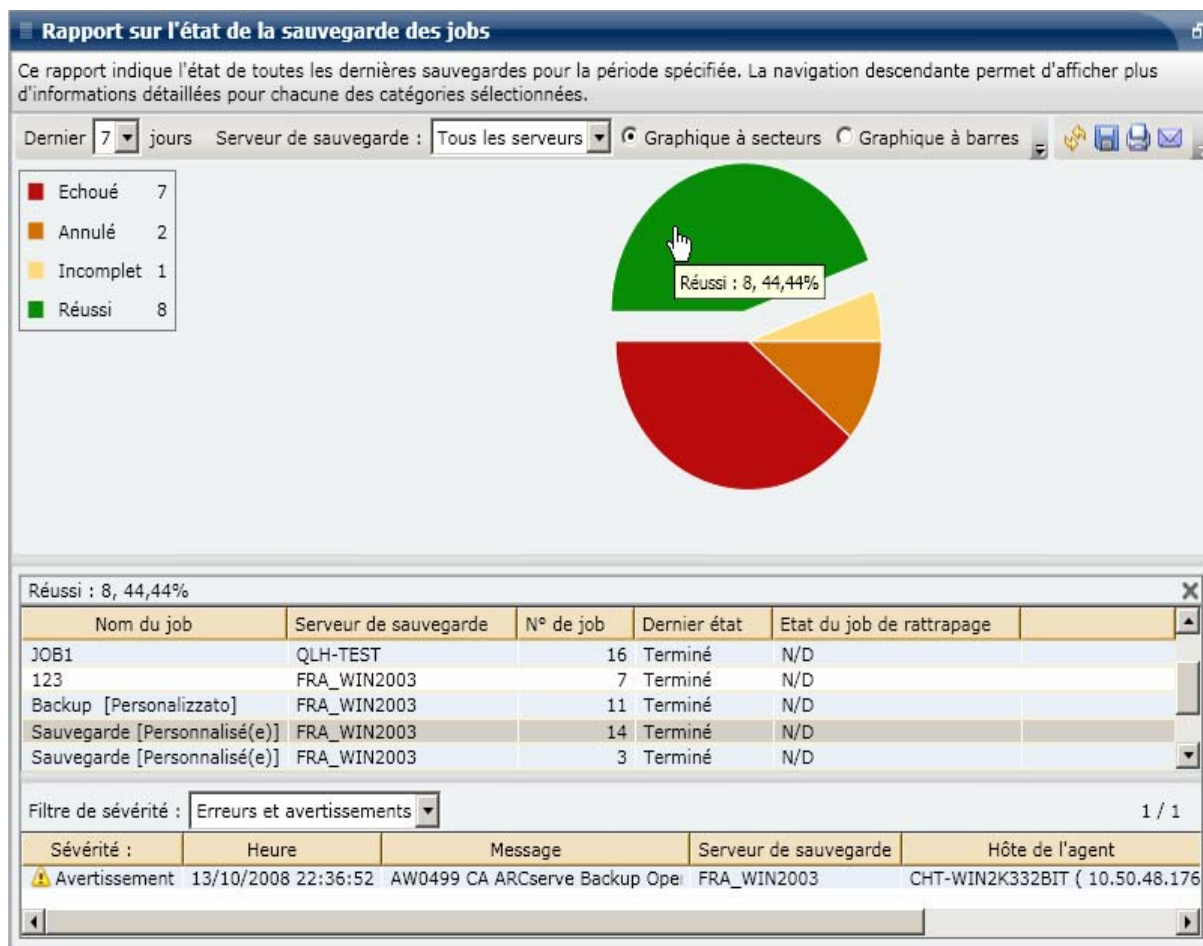 Rapport sur l'état de la sauvegarde des jobs
Ce rapport indique l'état de toutes les dernières sauvegardes pour la période spécifiée. La navigation descendante permet d'afficher plus
d'informations détaillées pour chacune des catégories sélectionnées.
Dernier 7 jours Serveur de sauvegarde : Tous les serveurs Graphique à secteurs Graphique à barres
Echoué 7
Annulé 2
Incomplet 1
Réussi 8
Réussi : 8, 44,44%
Réussi : 8, 44,44%
Nom du job Serveur de sauvegarde N° de job Dernier état Etat du job de rattrapage
JOB1 QLH-TEST 16 Terminé N/D
123 FRA_WIN2003 7 Terminé N/D
Backup [Personalizzato] FRA_WIN2003 11 Terminé N/D
Sauvegarde [Personnalisé(e)] FRA_WIN2003 14 Terminé N/D
Sauvegarde [Personnalisé(e)] FRA_WIN2003 3 Terminé N/D
Filtre de sévérité : Erreurs et avertissements 1 / 1
Sévérité : Heure Message Serveur de sauvegarde Hôte de l'agent
Avertissement 13/10/2008 22:36:52 AW0499 CA ARCserve Backup Ope FRA_WIN2003 CHT-WIN2K332BIT ( 10.50.48.176